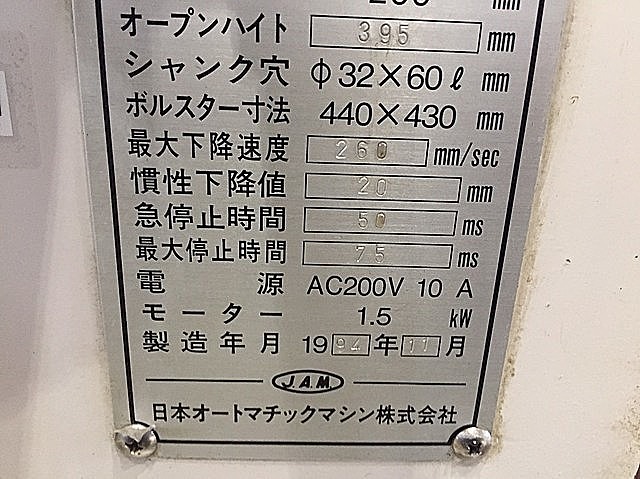 mm
オープンハイト 395 mm
シャンク穴 φ32×60ℓ mm
ボルスター寸法 440×430 mm
最大下降速度 260 mm/sec
慣性下降値 20 mm
急停止時間 50 ms
最大停止時間 75 ms
電源 AC200V 10 A
モーター 1.5 kW
製造年月 1994年11月
J.A.M.
日本オートマチックマシン株式会社